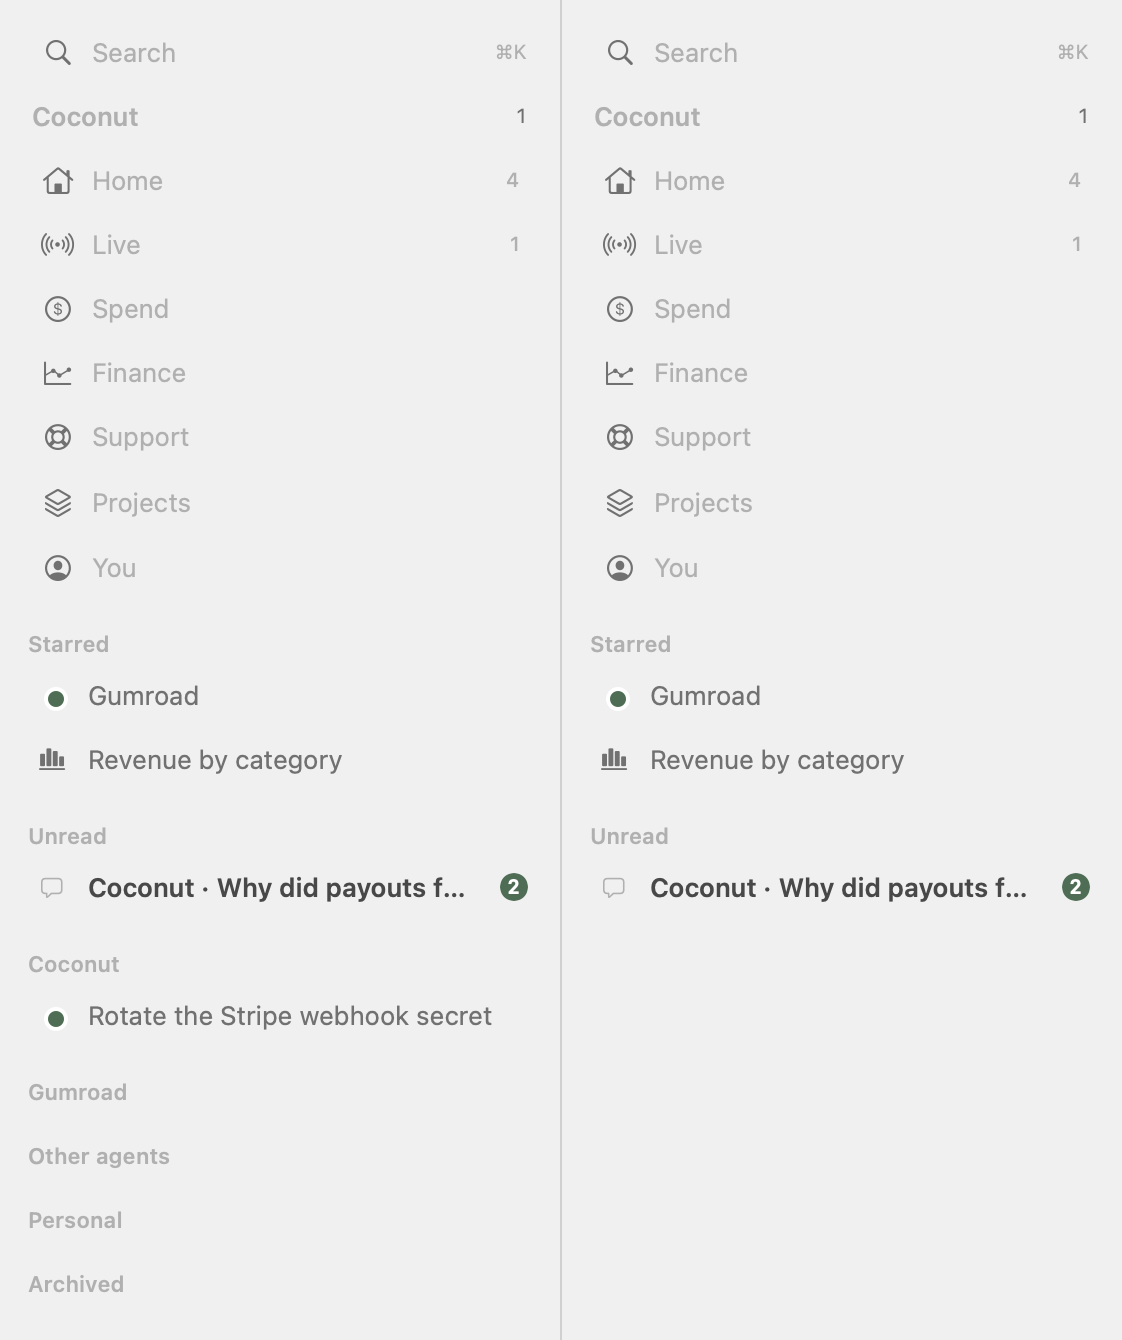 Search ⌘K
Coconut 1
Home 4
Live 1
Spend
Finance
Support
Projects
You
Starred
Gumroad
Revenue by category
Unread
Coconut · Why did payouts f... 2
Coconut
Rotate the Stripe webhook secret
Gumroad
Other agents
Personal
Archived
Search ⌘K
Coconut 1
Home 4
Live 1
Spend
Finance
Support
Projects
You
Starred
Gumroad
Revenue by category
Unread
Coconut · Why did payouts f... 2